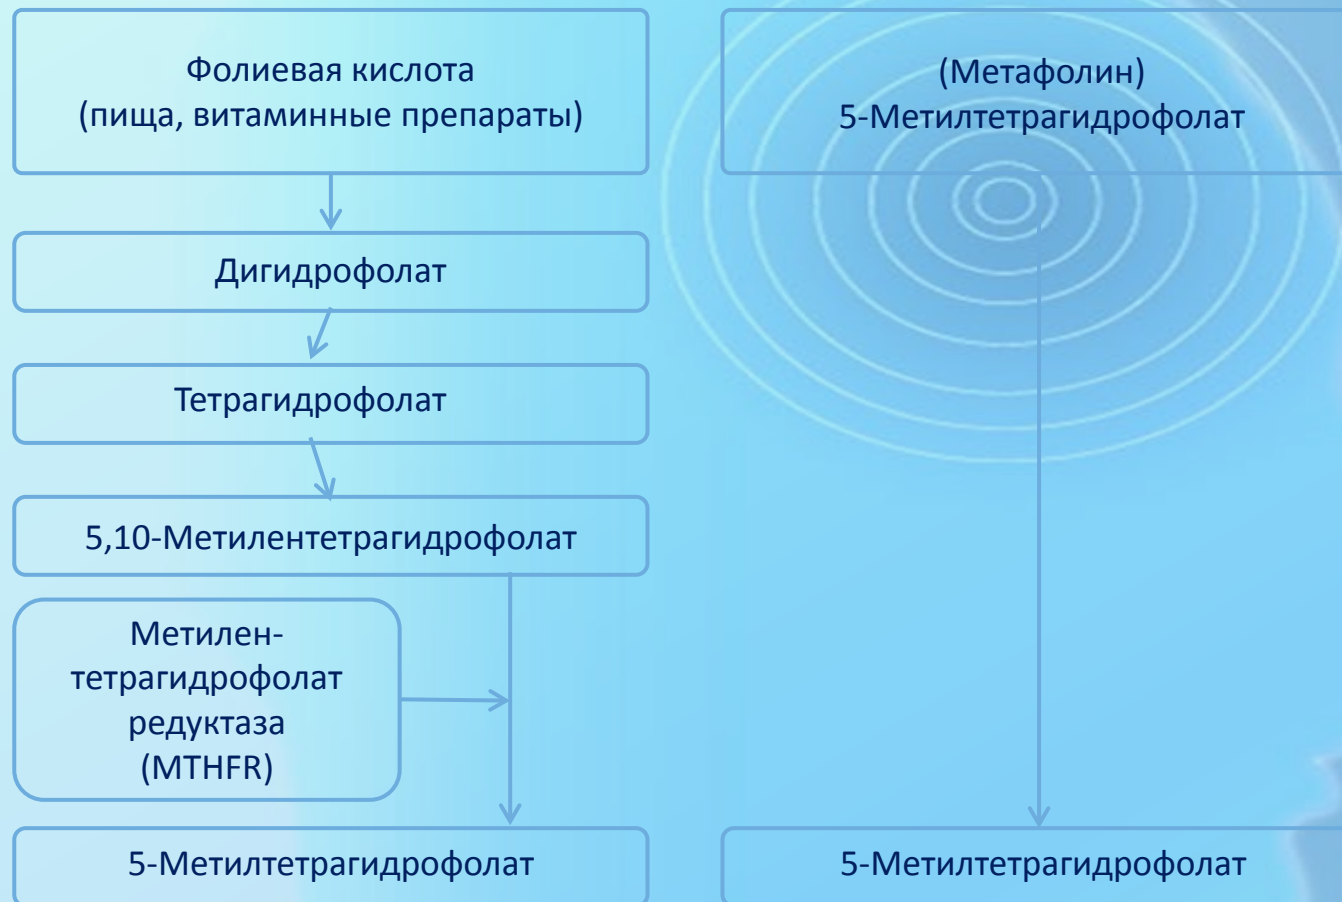 Фолиевая кислота
(пища, витаминные препараты)
Дигидрофолат
Тетрагидрофолат
5,10-Метилентетрагидрофолат
Метилен-
тетрагидрофолат
редуктаза
(MTHFR)
5-Метилтетрагидрофолат
(Метафолин)
5-Метилтетрагидрофолат
5-Метилтетрагидрофолат